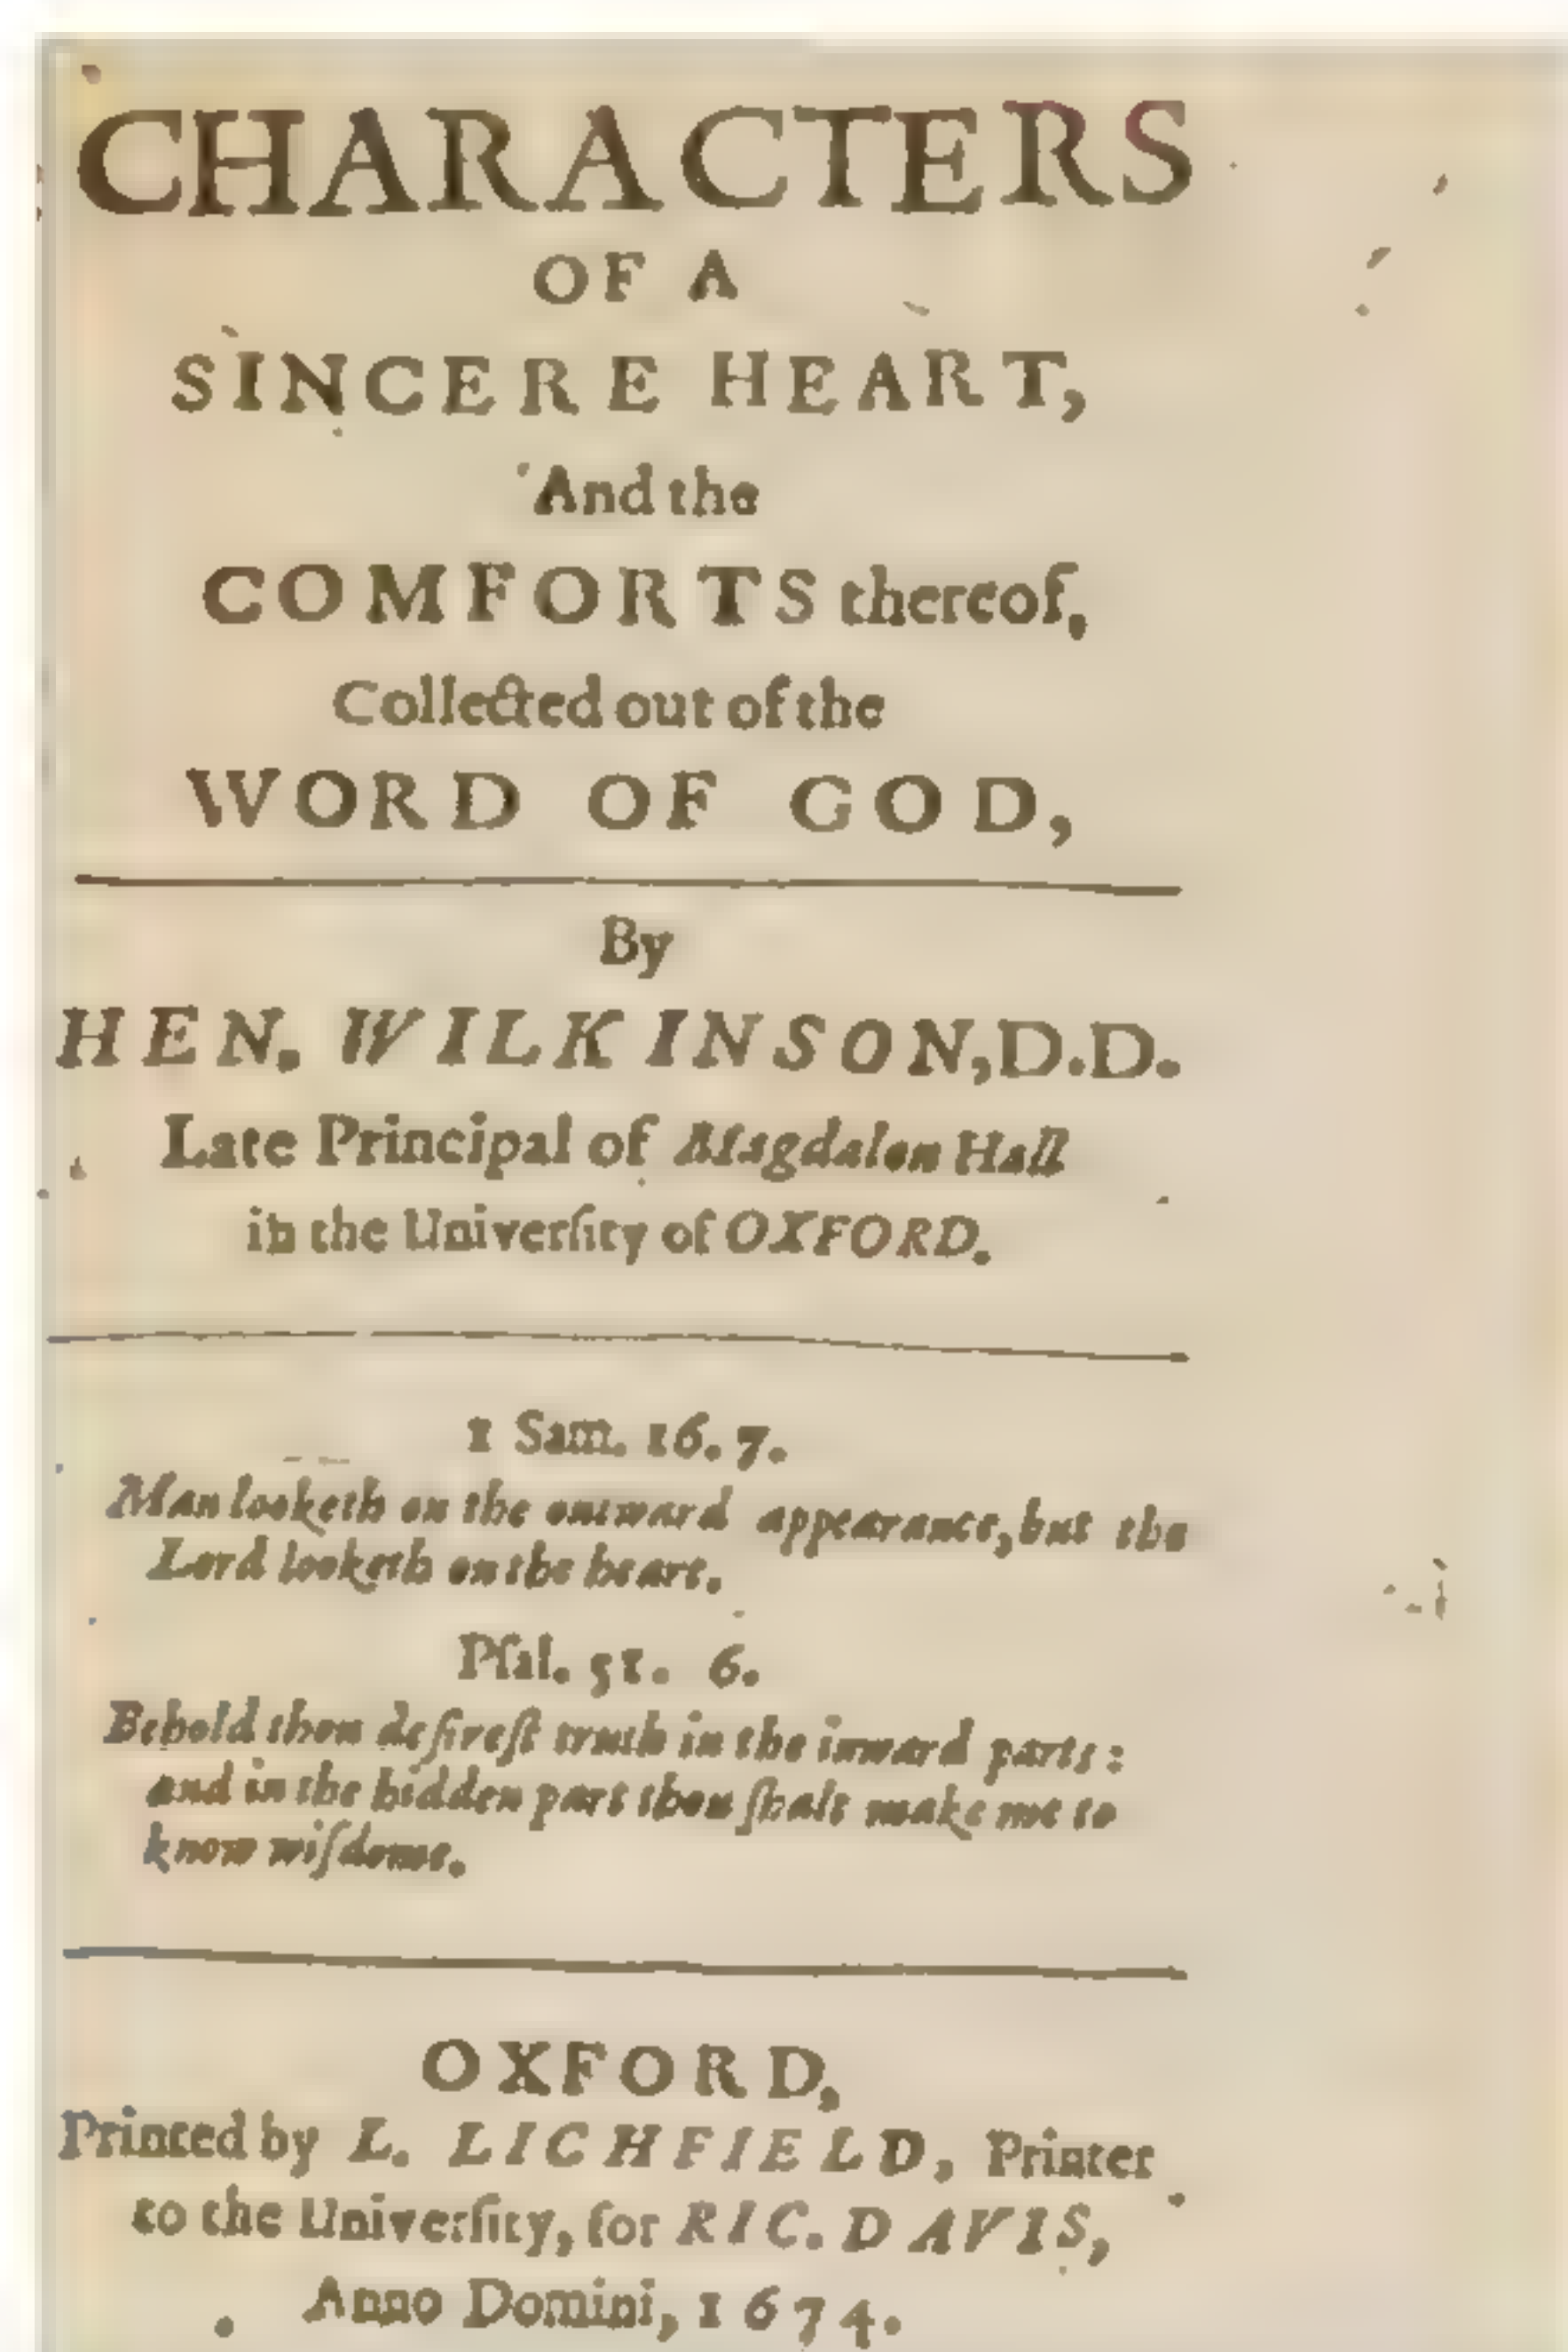 CHARACTERS
OF A
SINCERE HEART,
And the
COMFORTS thereof,
Collected out of the
WORD OF GOD,
By
HEN. WILKINSON, D.D.
Late Principal of Magdalen Hall
in the Univerſity of OXFORD.
1 Sam. 16. 7.
Man looketh on the outward appearance, but the
Lord looketh on the heart.
Pſal. 51. 6.
Behold thou deſireſt truth in the inward parts:
and in the hidden part thou ſhalt make me to
know wiſdome.
OXFORD,
Printed by L. LICHFIELD, Printer
to the Univerſity, for RIC. DAVIS,
Anno Domini, 1674.